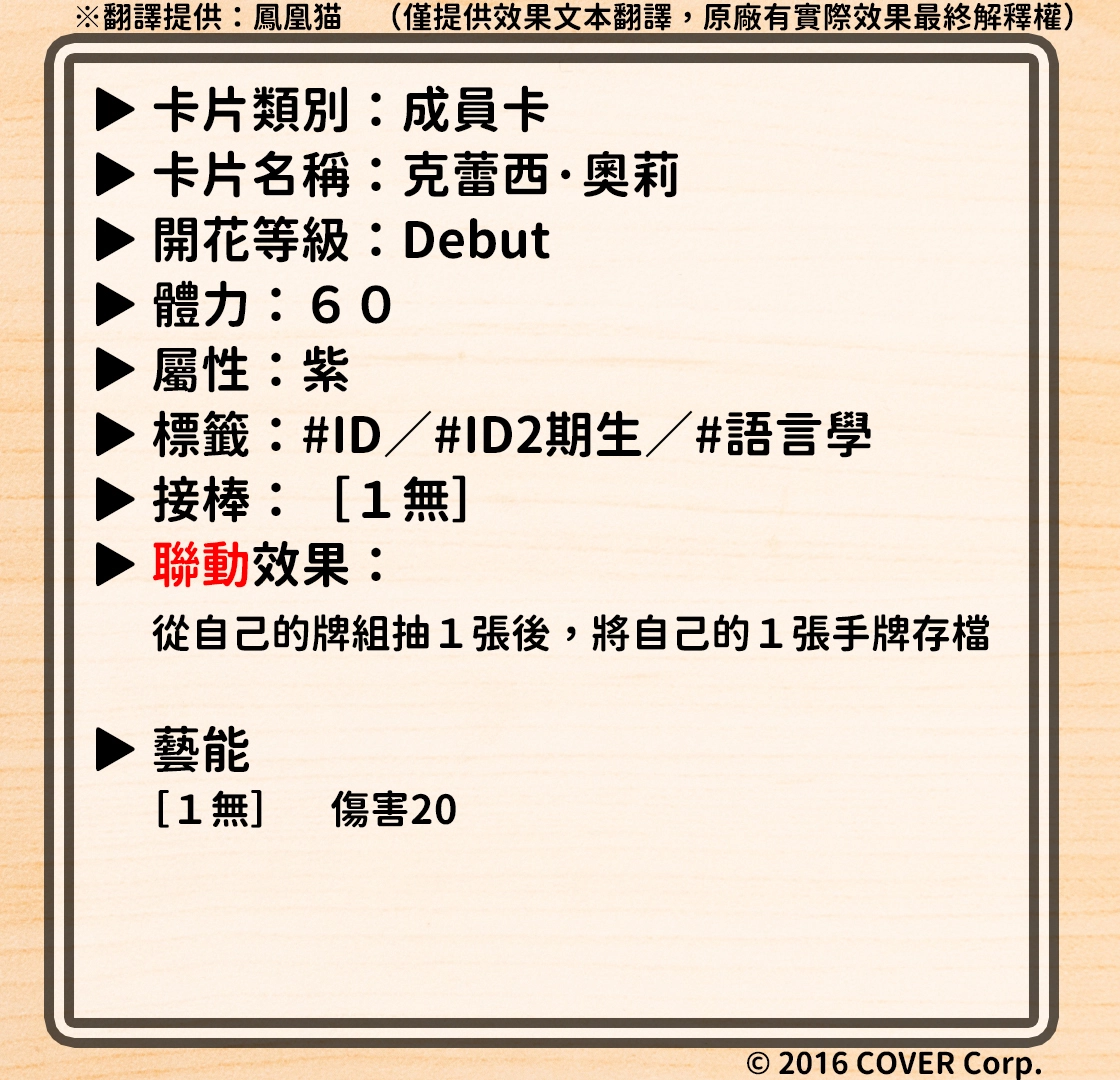 ※翻譯提供：鳳凰猫　（僅提供效果文本翻譯，原廠有實際效果最終解釋權）
▶ 卡片類別：成員卡
▶ 卡片名稱：克蕾西·奧莉
▶ 開花等級：Debut
▶ 體力：６０
▶ 屬性：紫
▶ 標籤：#ID／#ID2期生／#語言學
▶ 接棒：［１無］
▶ 聯動效果：
從自己的牌組抽１張後，將自己的１張手牌存檔
▶ 藝能
［１無］　傷害20
© 2016 COVER Corp.